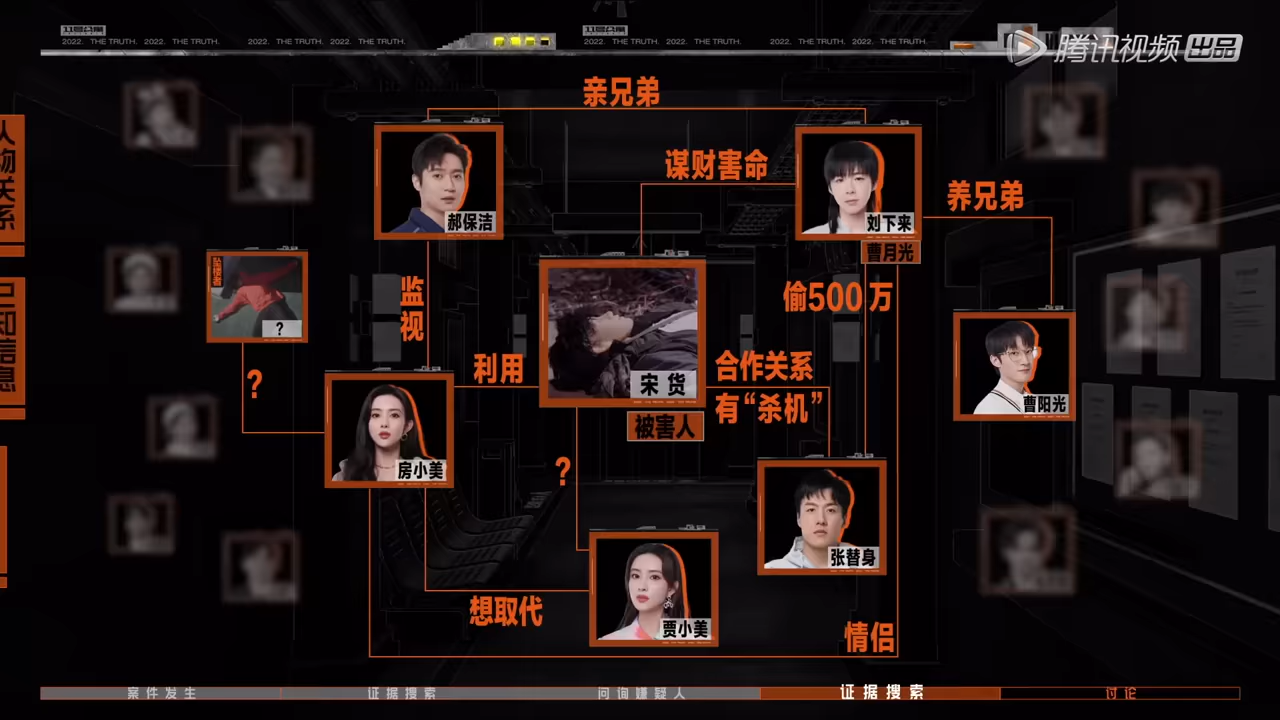 2022. THE TRUTH. 2022. THE TRUTH.
2022. THE TRUTH. 2022. THE TRUTH.
2022. THE TRUTH. 2022. THE TRUTH.
2022. THE TRUTH. 2022. THE TRUTH.
腾讯视频 出品
亲兄弟
人物关系
谋财害命
养兄弟
郝保洁
刘下来
曹月光
坠楼者
?
监视
偷500万
已知信息
?
利用
宋货
合作关系
有“杀机”
曹阳光
被害人
房小美
?
张替身
想取代
贾小美
情侣
案件发生
证据搜索
问询嫌疑人
证据搜索
讨论